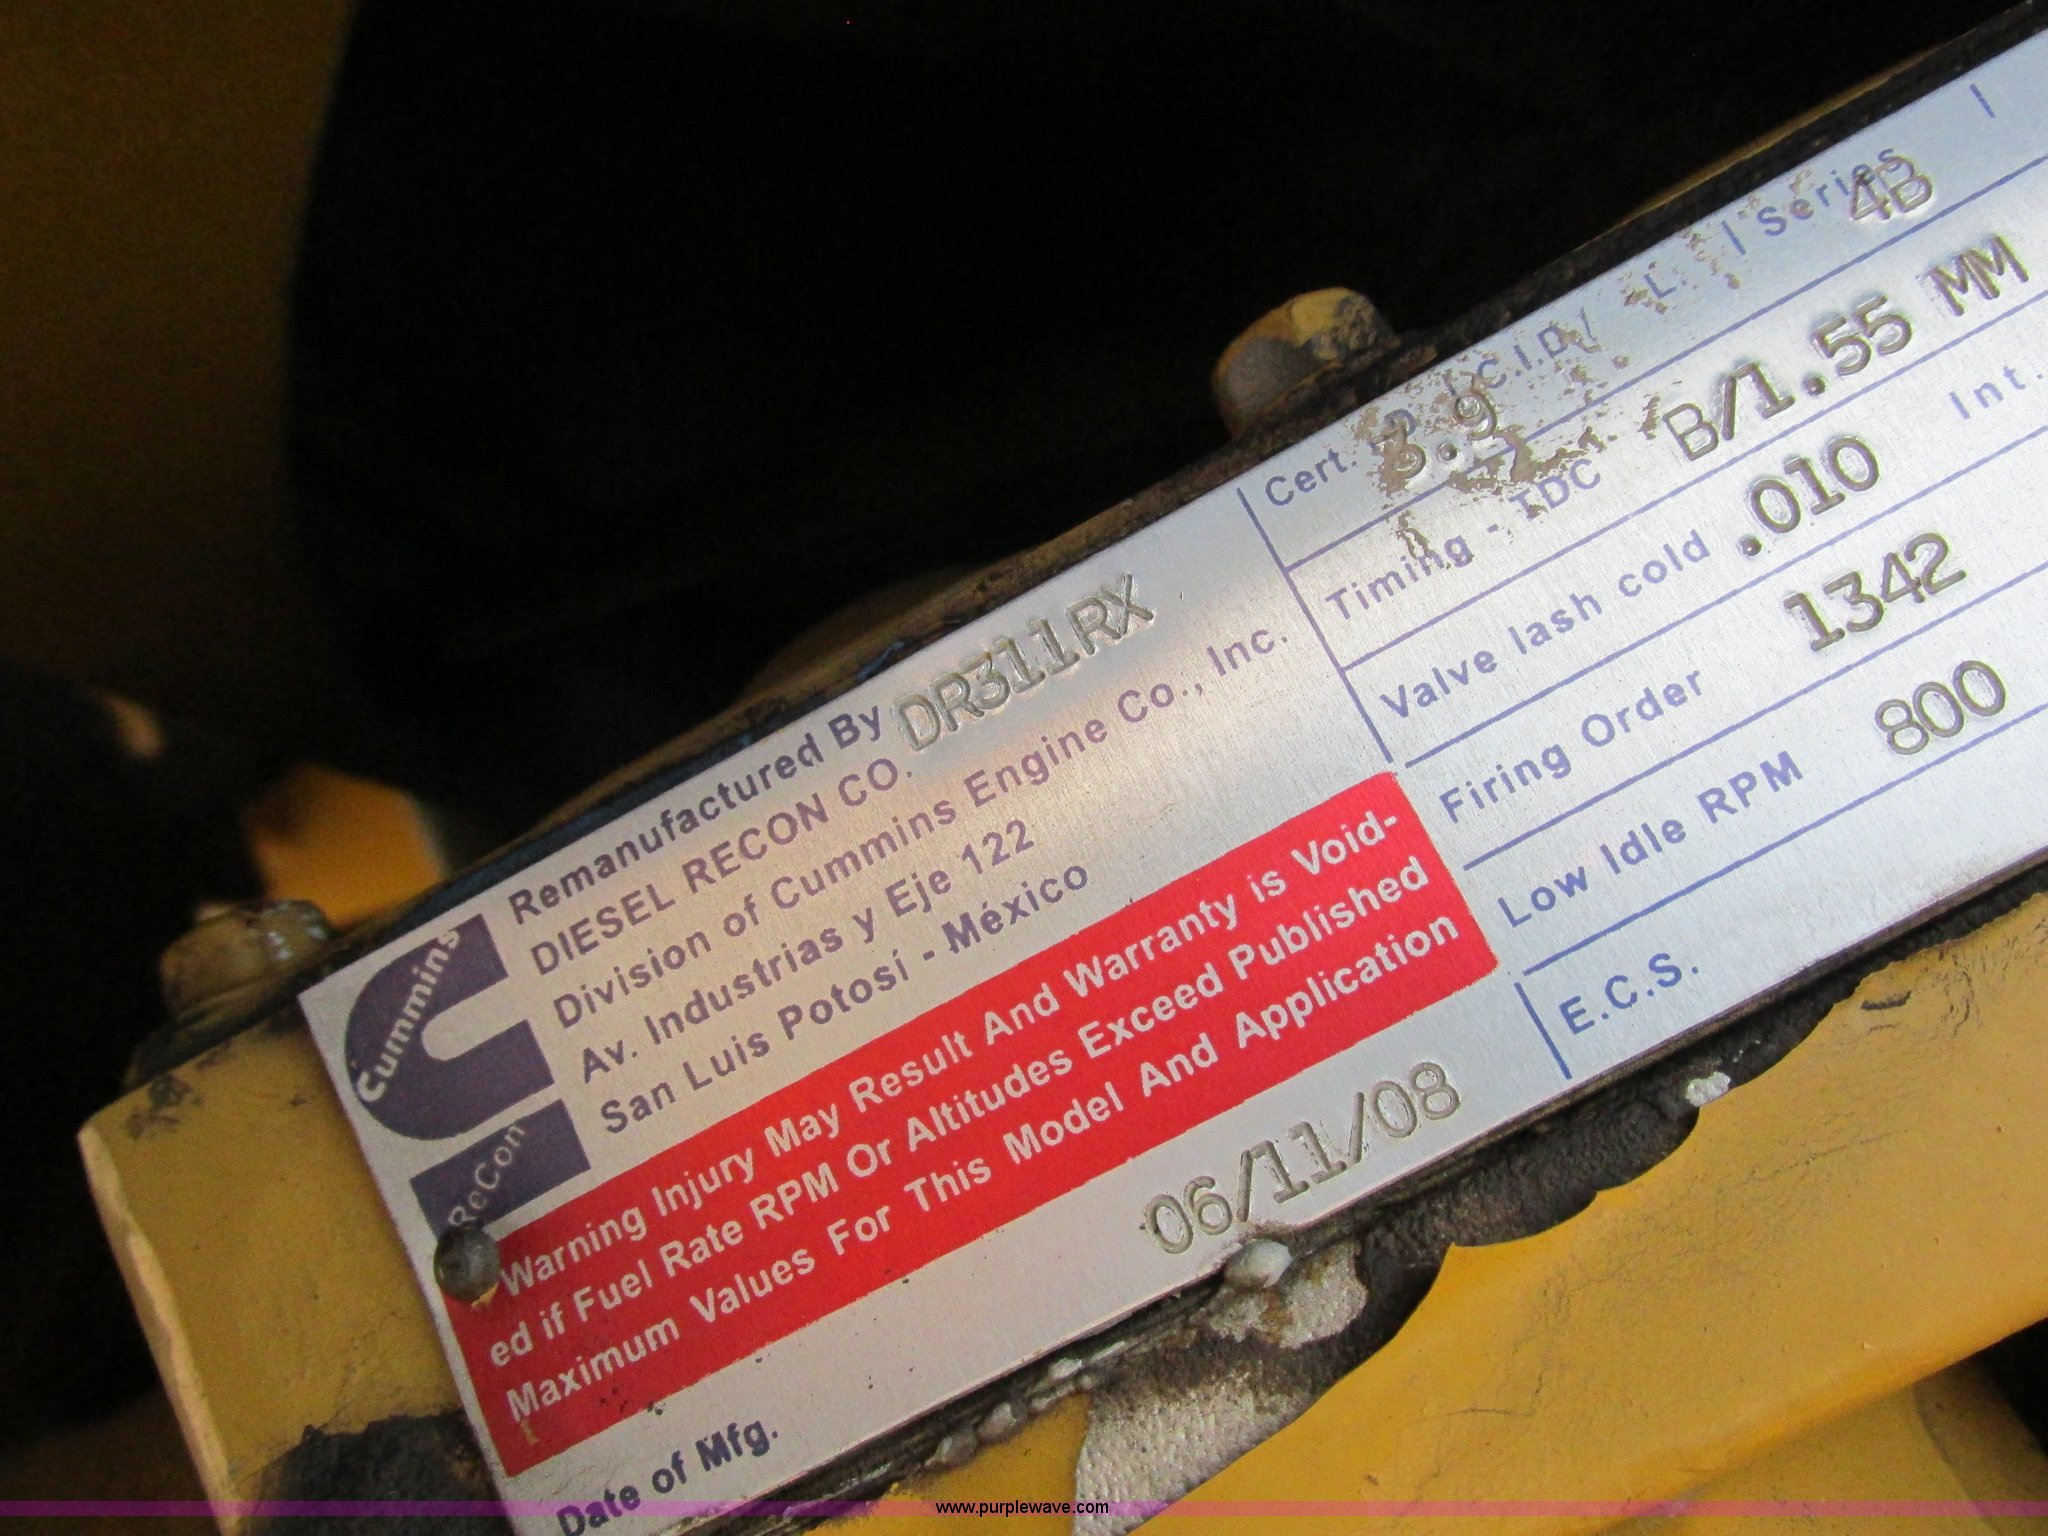 Cummins
ReCon
Remanufactured By DR311RX
DIESEL RECON CO.
Division of Cummins Engine Co., Inc.
Av. Industrias y Eje 122
San Luis Potosí - México
Warning Injury May Result And Warranty is Void-
ed if Fuel Rate RPM Or Altitudes Exceed Published
Maximum Values For This Model And Application
Date of Mfg. 06/11/08
Cert. 3.9 C.I.D./ L. Series 4B
Timing - TDC B/1.55 MM
Valve lash cold .010 Int.
Firing Order 1342
Low Idle RPM 800
E.C.S.
www.purplewave.com